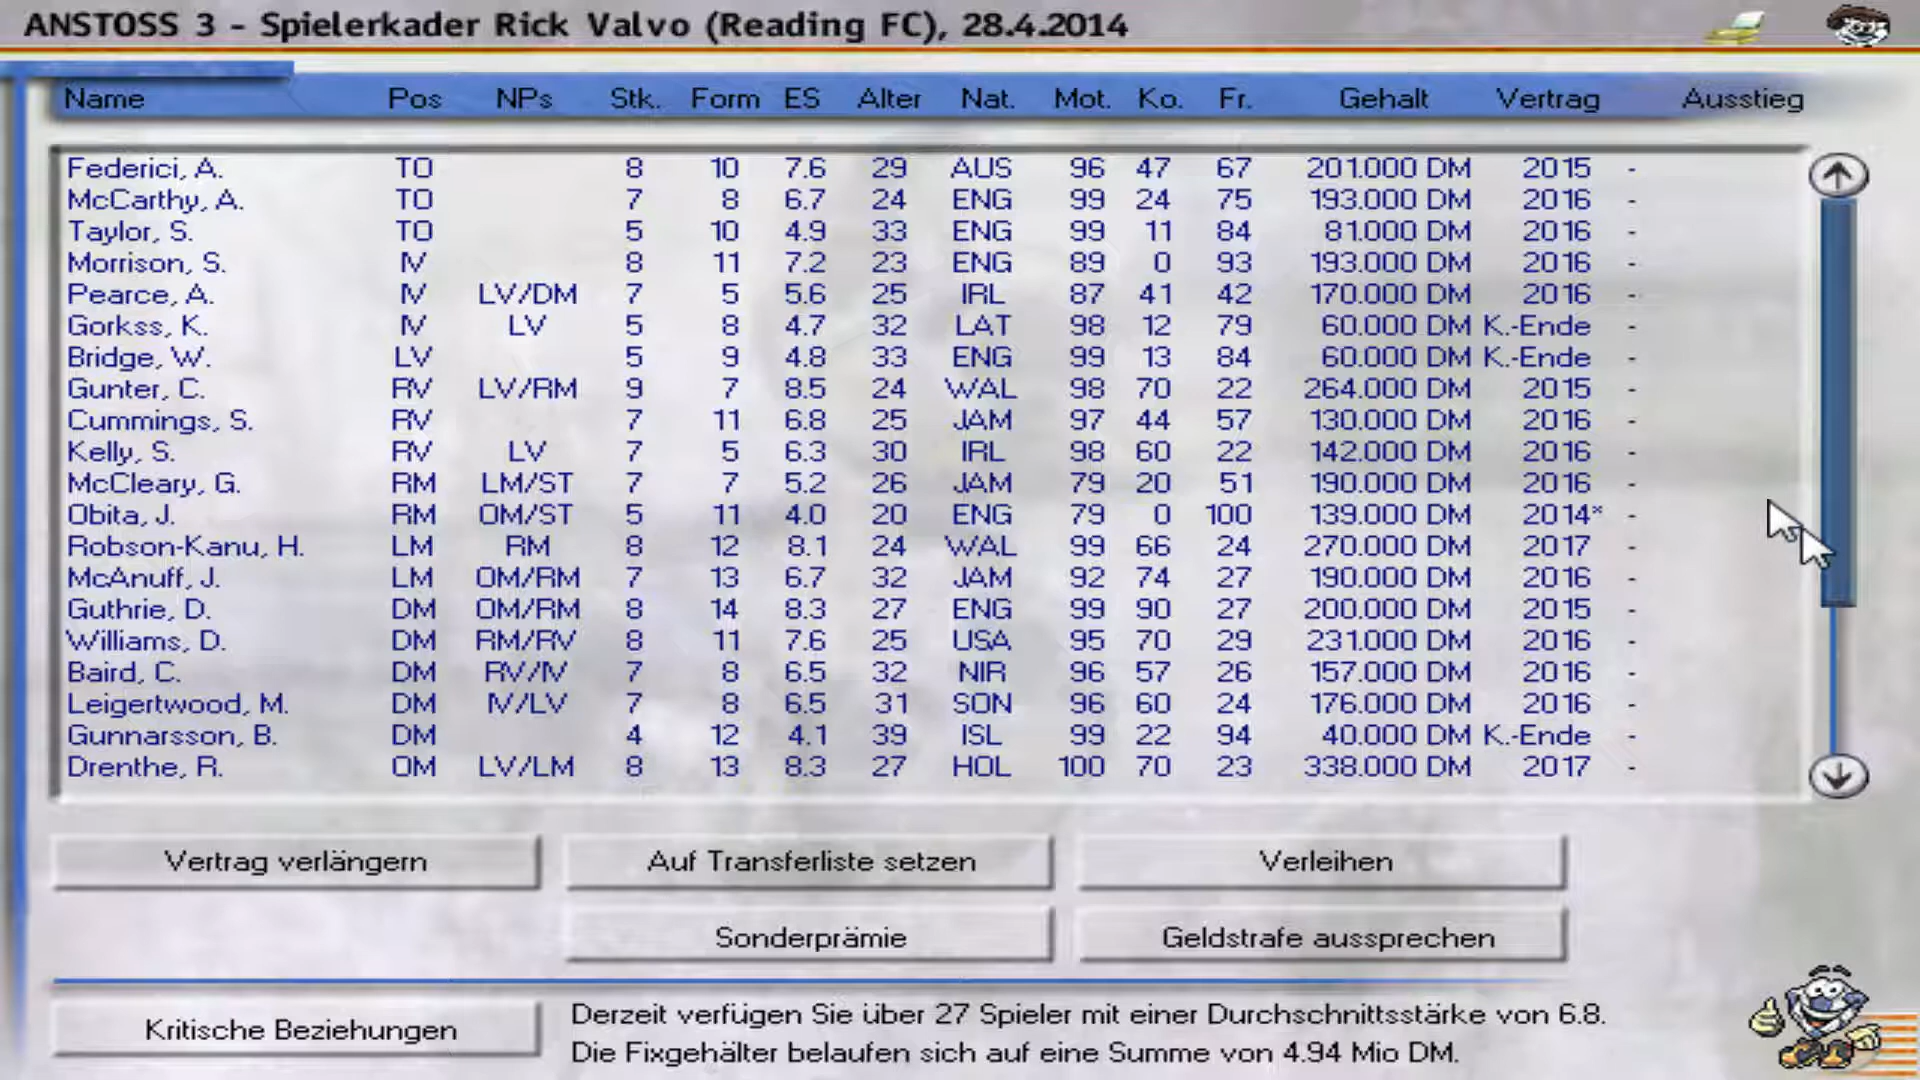 ANSTOSS 3 - Spielerkader Rick Valvo (Reading FC), 28.4.2014
Name Pos NPs Stk. Form ES Alter Nat. Mot. Ko. Fr. Gehalt Vertrag Ausstieg
Federici, A. TO 8 10 7.6 29 AUS 96 47 67 201.000 DM 2015 -
McCarthy, A. TO 7 8 6.7 24 ENG 99 24 75 193.000 DM 2016 -
Taylor, S. TO 5 10 4.9 33 ENG 99 11 84 81.000 DM 2016 -
Morrison, S. IV 8 11 7.2 23 ENG 89 0 93 193.000 DM 2016 -
Pearce, A. IV LV/DM 7 5 5.6 25 IRL 87 41 42 170.000 DM 2016 -
Gorkss, K. IV LV 5 8 4.7 32 LAT 98 12 79 60.000 DM K.-Ende -
Bridge, W. LV 5 9 4.8 33 ENG 99 13 84 60.000 DM K.-Ende -
Gunter, C. RV LV/RM 9 7 8.5 24 WAL 98 70 22 264.000 DM 2015 -
Cummings, S. RV 7 11 6.8 25 JAM 97 44 57 130.000 DM 2016 -
Kelly, S. RV LV 7 5 6.3 30 IRL 98 60 22 142.000 DM 2016 -
McCleary, G. RM LM/ST 7 7 5.2 26 JAM 79 20 51 190.000 DM 2016 -
Obita, J. RM OM/ST 5 11 4.0 20 ENG 79 0 100 139.000 DM 2014* -
Robson-Kanu, H. LM RM 8 12 8.1 24 WAL 99 66 24 270.000 DM 2017 -
McAnuff, J. LM OM/RM 7 13 6.7 32 JAM 92 74 27 190.000 DM 2016 -
Guthrie, D. DM OM/RM 8 14 8.3 27 ENG 99 90 27 200.000 DM 2015 -
Williams, D. DM RM/RV 8 11 7.6 25 USA 95 70 29 231.000 DM 2016 -
Baird, C. DM RV/IV 7 8 6.5 32 NIR 96 57 26 157.000 DM 2016 -
Leigertwood, M. DM IV/LV 7 8 6.5 31 SON 96 60 24 176.000 DM 2016 -
Gunnarsson, B. DM 4 12 4.1 39 ISL 99 22 94 40.000 DM K.-Ende -
Drenthe, R. OM LV/LM 8 13 8.3 27 HOL 100 70 23 338.000 DM 2017 -
Vertrag verlängern Auf Transferliste setzen Verleihen
Sonderprämie Geldstrafe aussprechen
Kritische Beziehungen
Derzeit verfügen Sie über 27 Spieler mit einer Durchschnittsstärke von 6.8.
Die Fixgehälter belaufen sich auf eine Summe von 4.94 Mio DM.